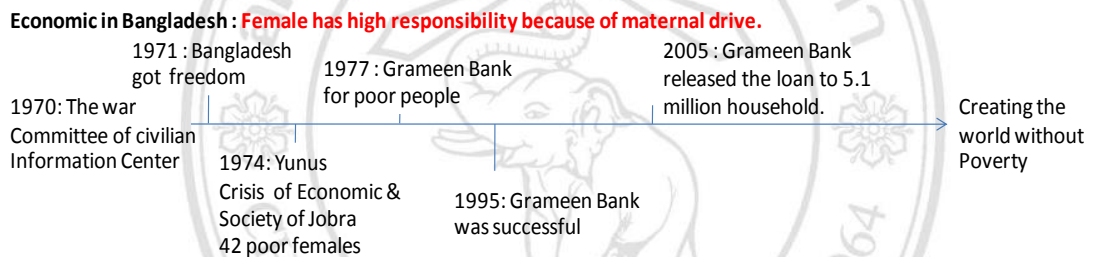 Economic in Bangladesh : Female has high responsibility because of maternal drive.
1970: The war
Committee of civilian
Information Center
1971 : Bangladesh
got freedom
1974: Yunus
Crisis of Economic &
Society of Jobra
42 poor females
1977 : Grameen Bank
for poor people
1995: Grameen Bank
was successful
2005 : Grameen Bank
released the loan to 5.1
million household.
Creating the
world without
Poverty
64